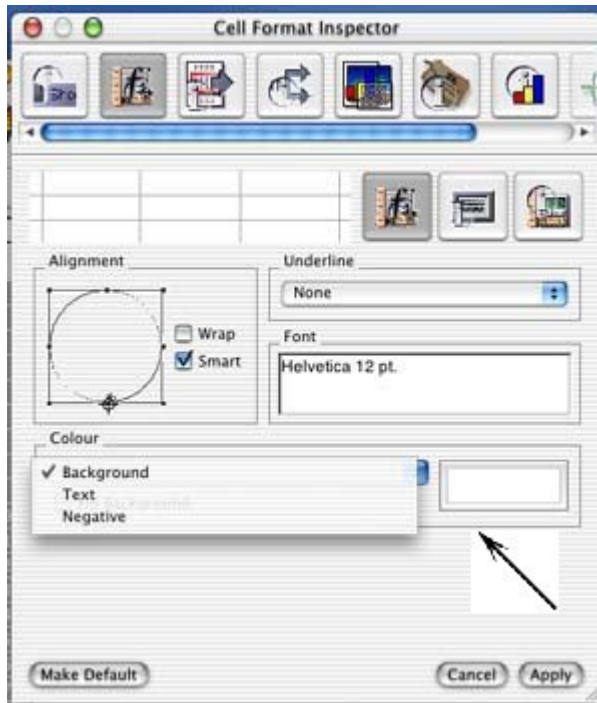 Cell Format Inspector
Sto
Alignment
Underline
None
Wrap
Smart
Font
Helvetica 12 pt.
Colour
✓ Background
Text
Negative
Make Default
Cancel
Apply